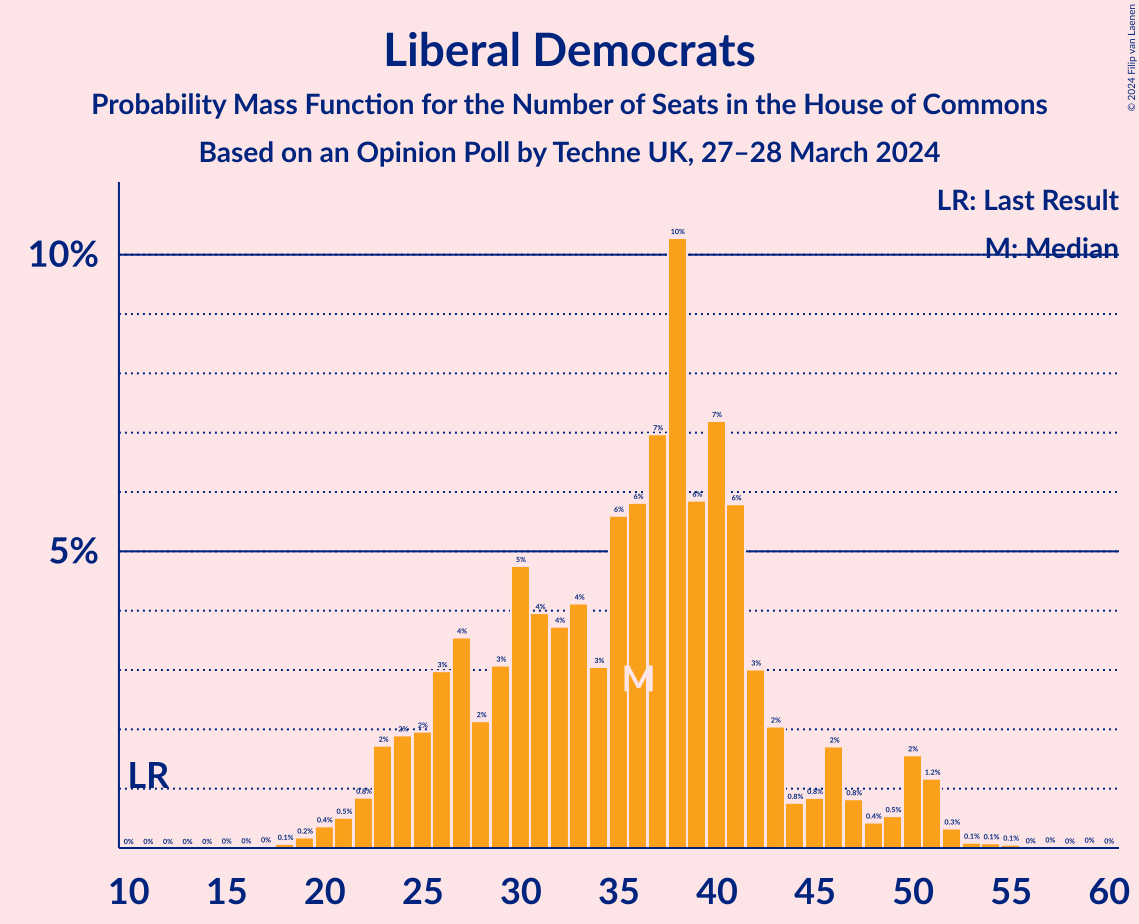 Liberal Democrats
Probability Mass Function for the Number of Seats in the House of Commons
Based on an Opinion Poll by Techne UK, 27–28 March 2024
© 2024 Filip van Laenen
LR: Last Result
M: Median
10%
5%
0% 0% 0% 0% 0% 0% 0% 0% 0.1% 0.2% 0.4% 0.5% 0.8% 2% 2% 2% 3% 4% 2% 3% 5% 4% 4% 4% 3% 6% 6% 7% 10% 6% 7% 6% 3% 2% 0.8% 0.8% 2% 0.8% 0.4% 0.5% 2% 1.2% 0.3% 0.1% 0.1% 0.1% 0% 0% 0% 0% 0%
M
LR
10 15 20 25 30 35 40 45 50 55 60